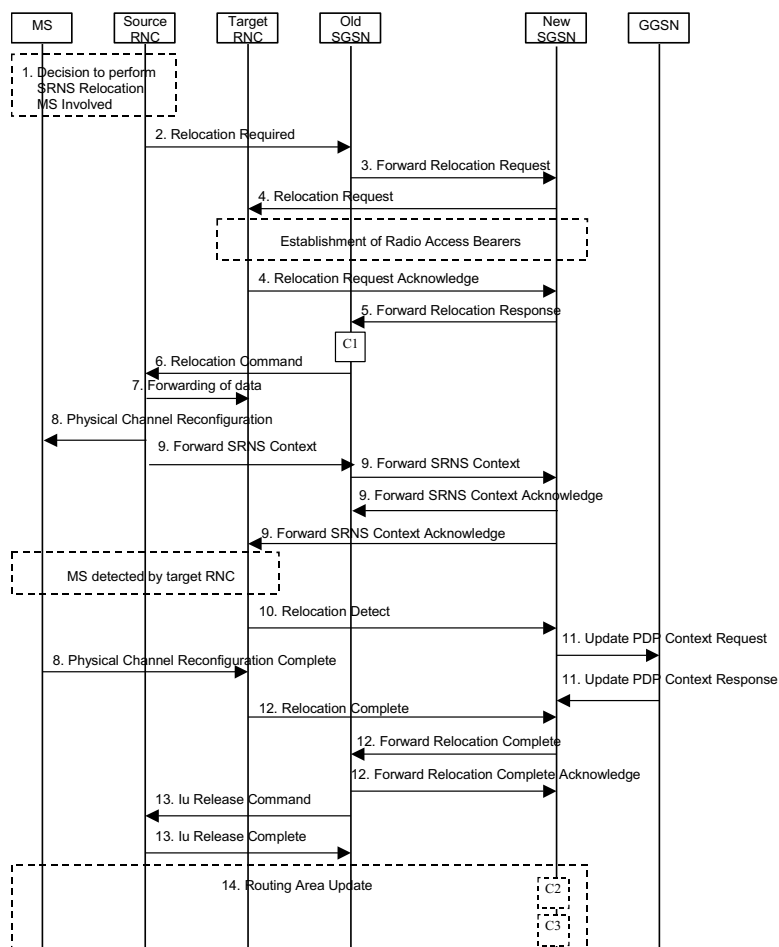 MS
Source
RNC
Target
RNC
Old
SGSN
New
SGSN
GGSN
1. Decision to perform
SRNS Relocation
MS Involved
2. Relocation Required
3. Forward Relocation Request
4. Relocation Request
Establishment of Radio Access Bearers
4. Relocation Request Acknowledge
5. Forward Relocation Response
C1
6. Relocation Command
7. Forwarding of data
8. Physical Channel Reconfiguration
9. Forward SRNS Context
9. Forward SRNS Context
9. Forward SRNS Context Acknowledge
9. Forward SRNS Context Acknowledge
MS detected by target RNC
10. Relocation Detect
11. Update PDP Context Request
8. Physical Channel Reconfiguration Complete
11. Update PDP Context Response
12. Relocation Complete
12. Forward Relocation Complete
12. Forward Relocation Complete Acknowledge
13. Iu Release Command
13. Iu Release Complete
14. Routing Area Update
C2
C3